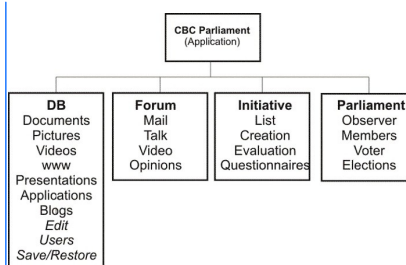 CBC Parliament
(Application)
DB
Documents
Pictures
Videos
www
Presentations
Applications
Blogs
Edit
Users
Save/Restore
Forum
Mail
Talk
Video
Opinions
Initiative
List
Creation
Evaluation
Questionnaires
Parliament
Observer
Members
Voter
Elections